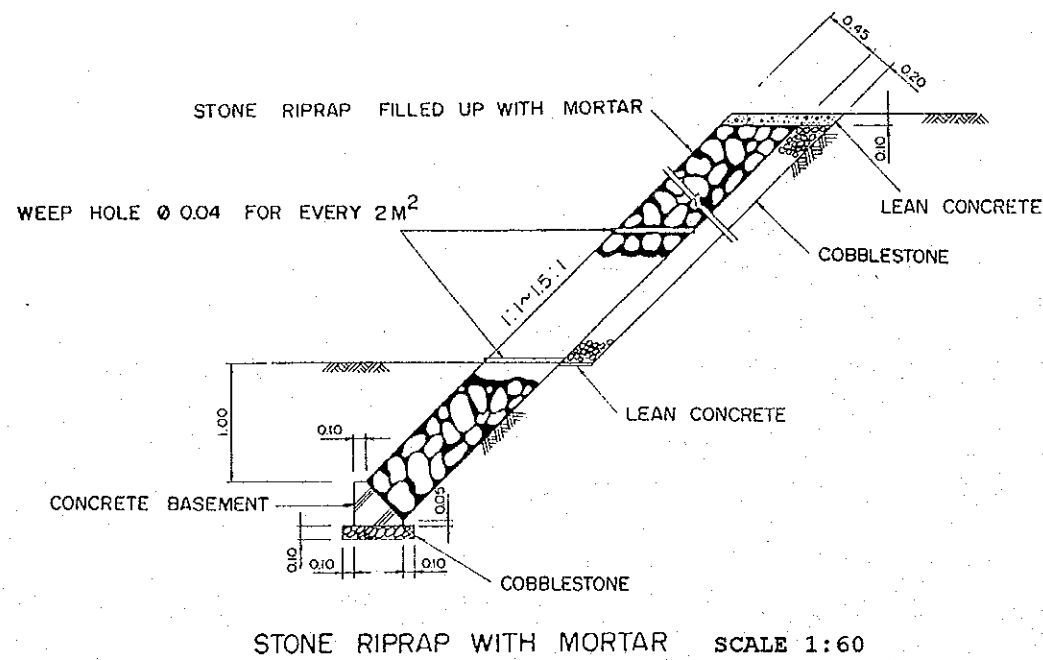 0.45
0.20
STONE RIPRAP FILLED UP WITH MORTAR
0.10
LEAN CONCRETE
WEEP HOLE Ø 0.04 FOR EVERY 2M²
COBBLESTONE
1:1~1.5:1
1.00
LEAN CONCRETE
0.10
CONCRETE BASEMENT
0.05
0.10
0.10
0.10
COBBLESTONE
STONE RIPRAP WITH MORTAR SCALE 1:60